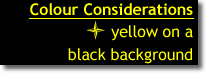 Colour Considerations
yellow on a
black background